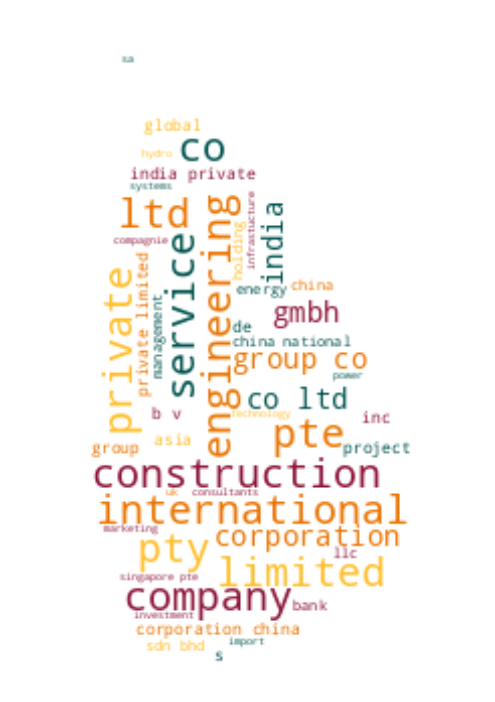 sa
global
co
hydro
india private
systems
ltd
engineering
infrastucture
india
holding
compagnie
service
private limited
private
energy
china
management
gmbh
de
china national
group co
power
co ltd
b v
technology
inc
pte
asia
group
project
construction
uk
consultants
international
marketing
corporation
pty
llc
limited
singapore pte
company
bank
investment
corporation china
import
sdn bhd
s